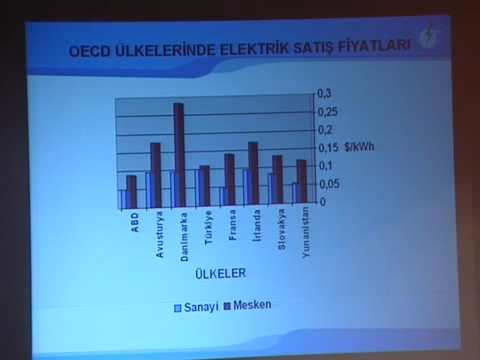 OECD ÜLKELERİNDE ELEKTRİK SATIŞ FİYATLARI
0,3
0,25
0,2
0,15
0,1
0,05
0
$/kWh
ABD
Avusturya
Danimarka
Türkiye
Fransa
İrlanda
Slovakya
Yunanistan
ÜLKELER
Sanayi
Mesken